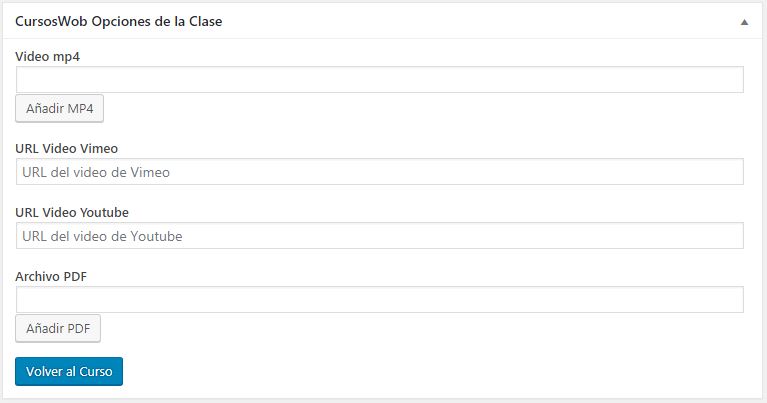 CursosWob Opciones de la Clase
Video mp4
Añadir MP4
URL Video Vimeo
URL del video de Vimeo
URL Video Youtube
URL del video de Youtube
Archivo PDF
Añadir PDF
Volver al Curso